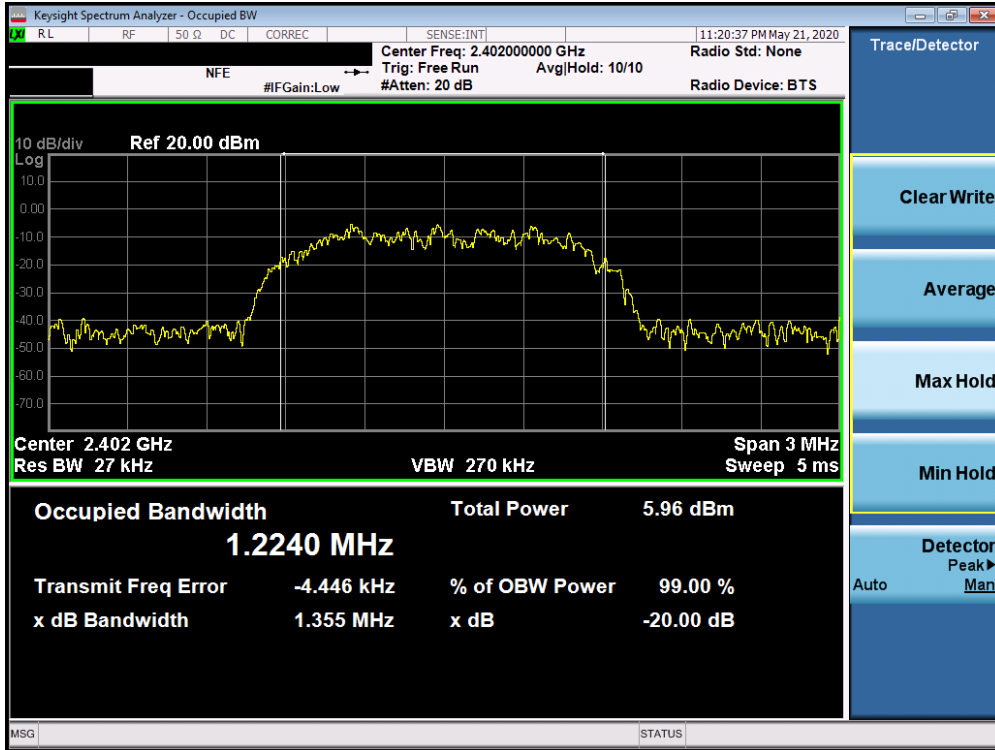 Keysight Spectrum Analyzer - Occupied BW
LXI RL RF 50 Ω DC CORREC SENSE:INT 11:20:37 PM May 21, 2020
Center Freq: 2.402000000 GHz Radio Std: None
NFE Trig: Free Run Avg|Hold: 10/10
#IFGain:Low #Atten: 20 dB Radio Device: BTS
10 dB/div Ref 20.00 dBm
Log
10.0
0.00
-10.0
-20.0
-30.0
-40.0
-50.0
-60.0
-70.0
Center 2.402 GHz Span 3 MHz
Res BW 27 kHz VBW 270 kHz Sweep 5 ms
Occupied Bandwidth Total Power 5.96 dBm
1.2240 MHz
Transmit Freq Error -4.446 kHz % of OBW Power 99.00 %
x dB Bandwidth 1.355 MHz x dB -20.00 dB
MSG STATUS
Trace/Detector
Clear Write
Average
Max Hold
Min Hold
Detector
Peak▶
Auto Man